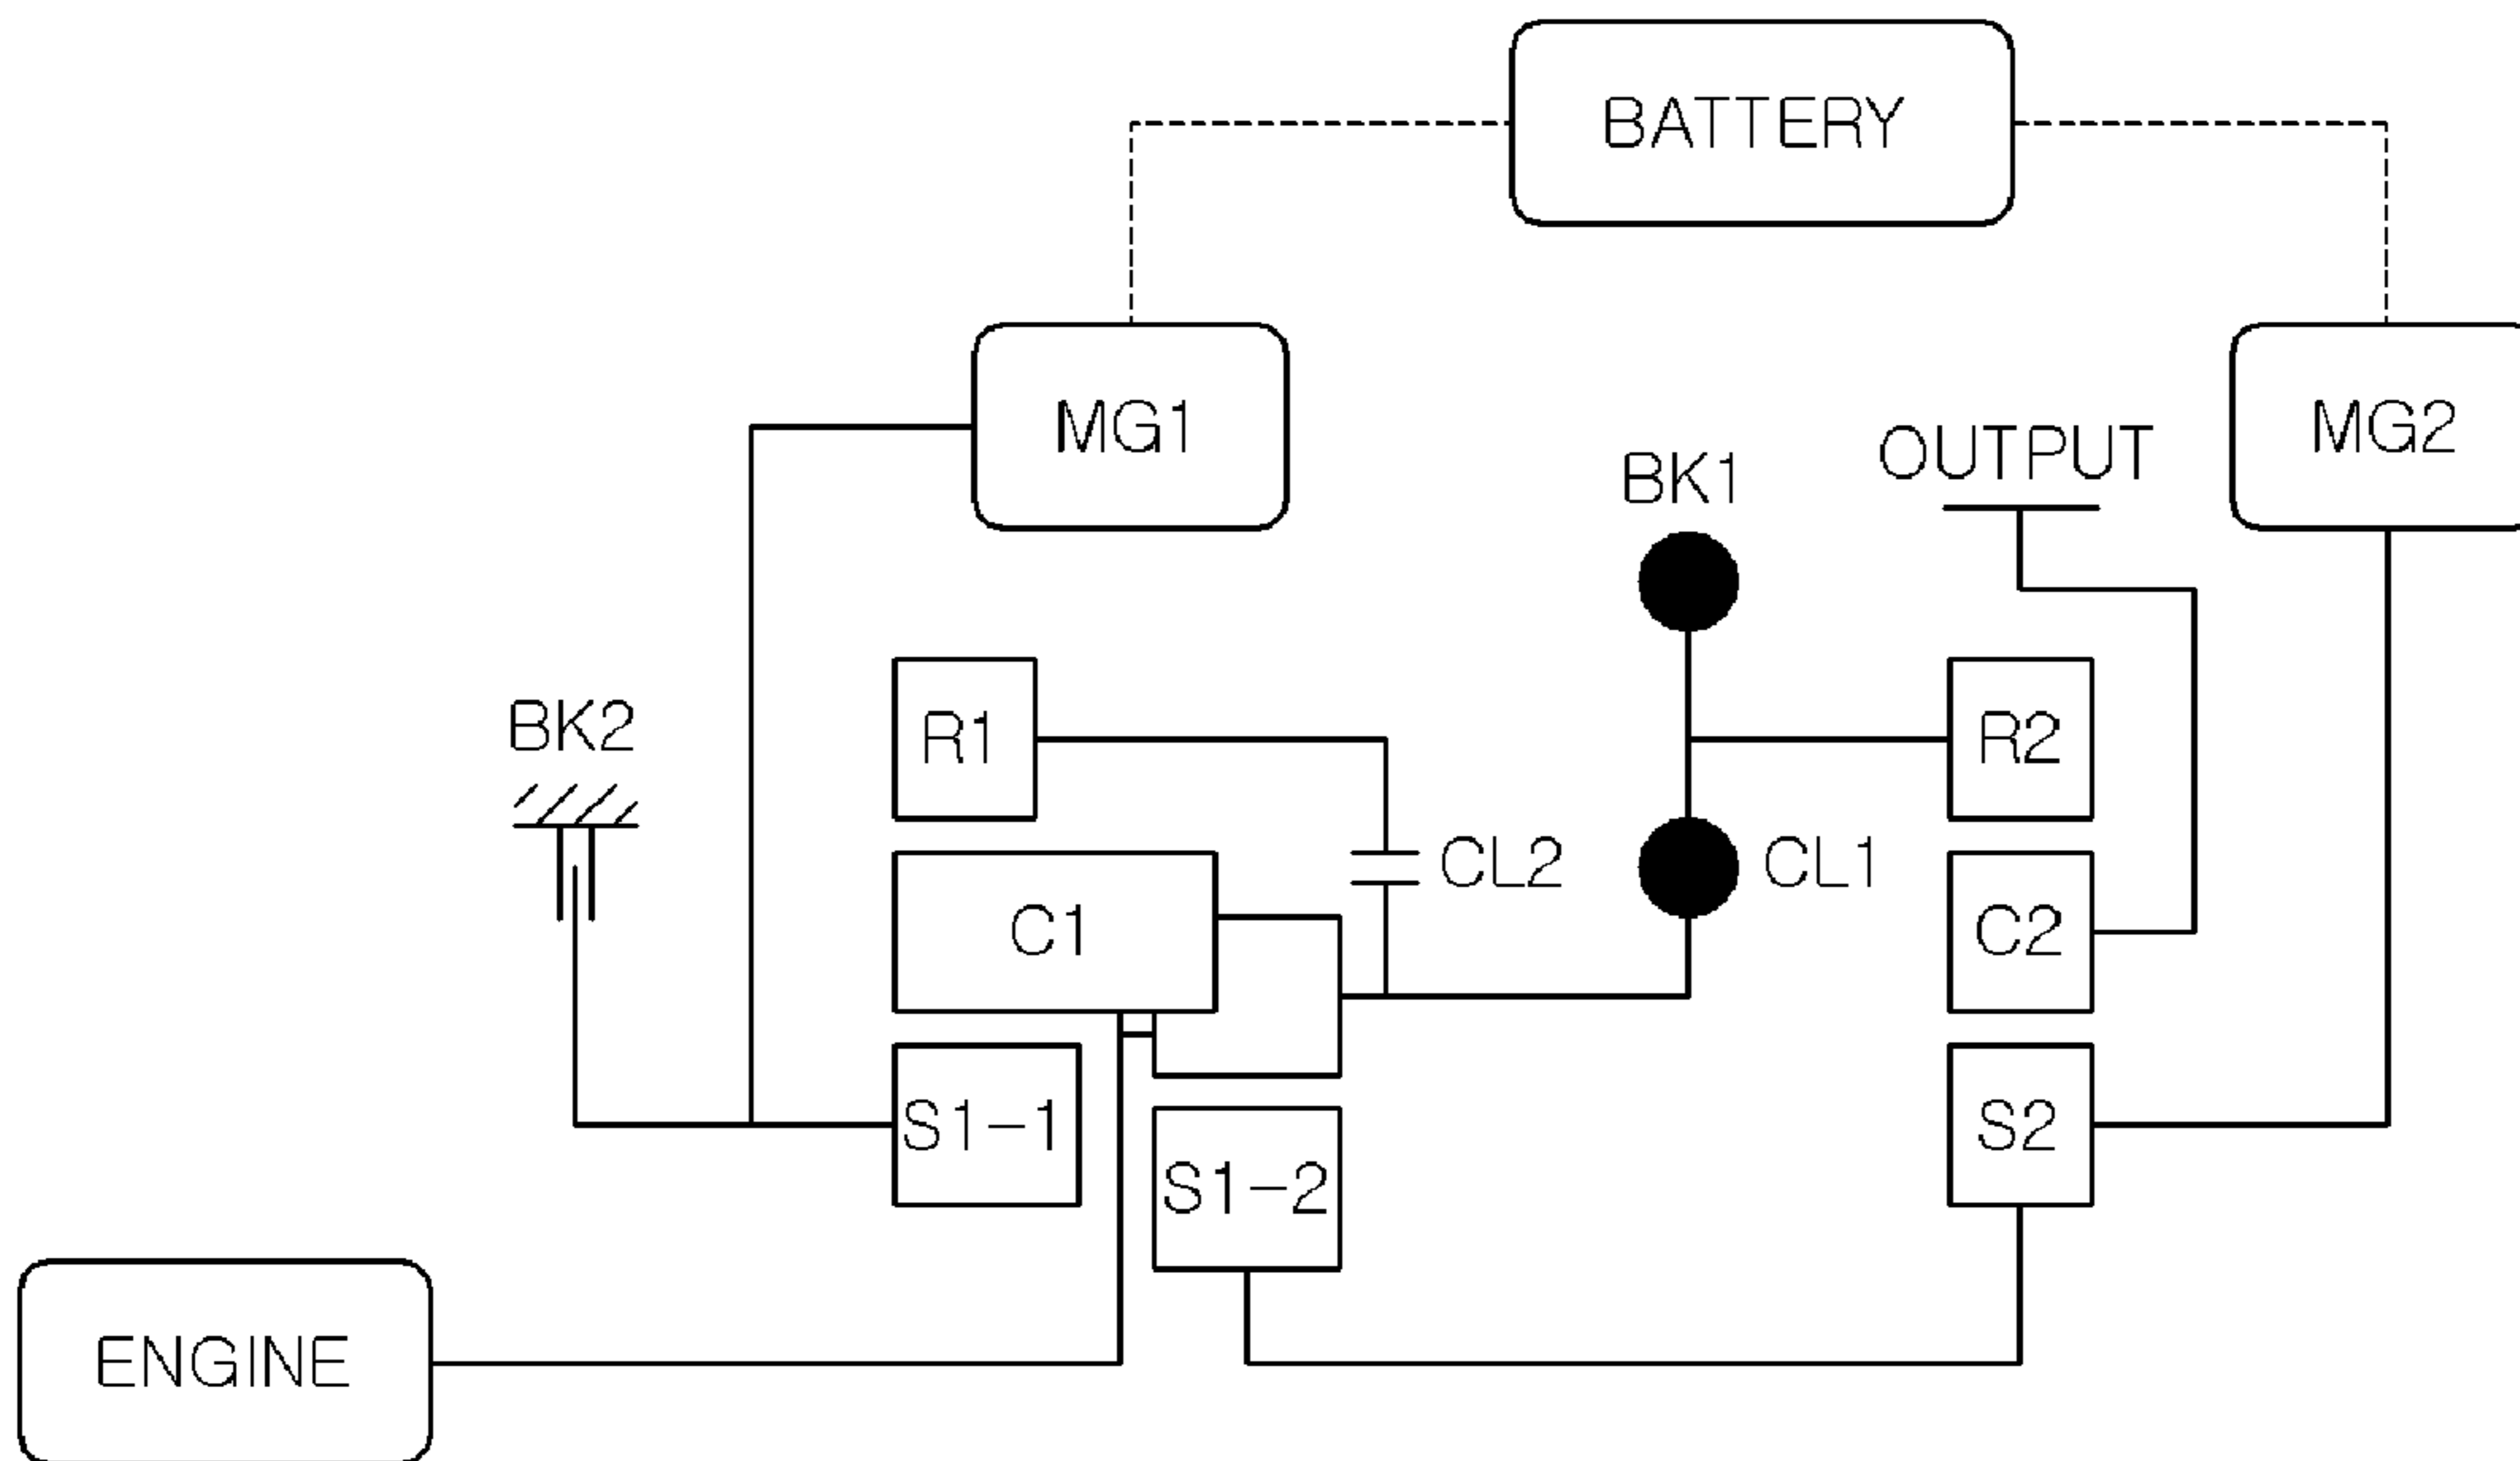 BATTERY
MG1
MG2
OUTPUT
BK1
BK2
R1
R2
CL2
CL1
C1
C2
S1-1
S2
S1-2
ENGINE